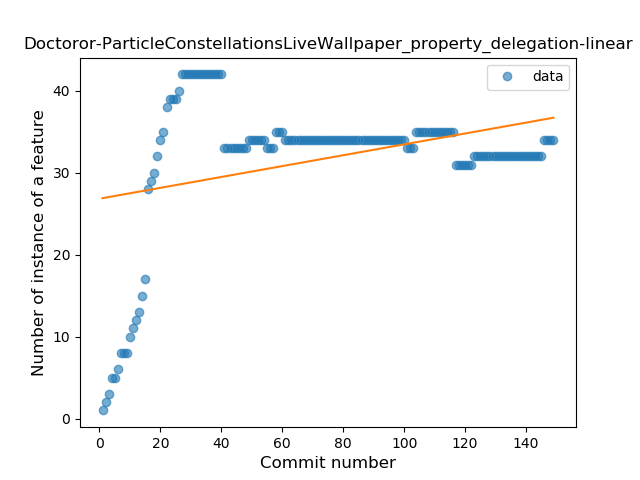 Doctoror-ParticleConstellationsLiveWallpaper_property_delegation-linear
data
Number of instance of a feature
40
30
20
10
0
0 20 40 60 80 100 120 140
Commit number